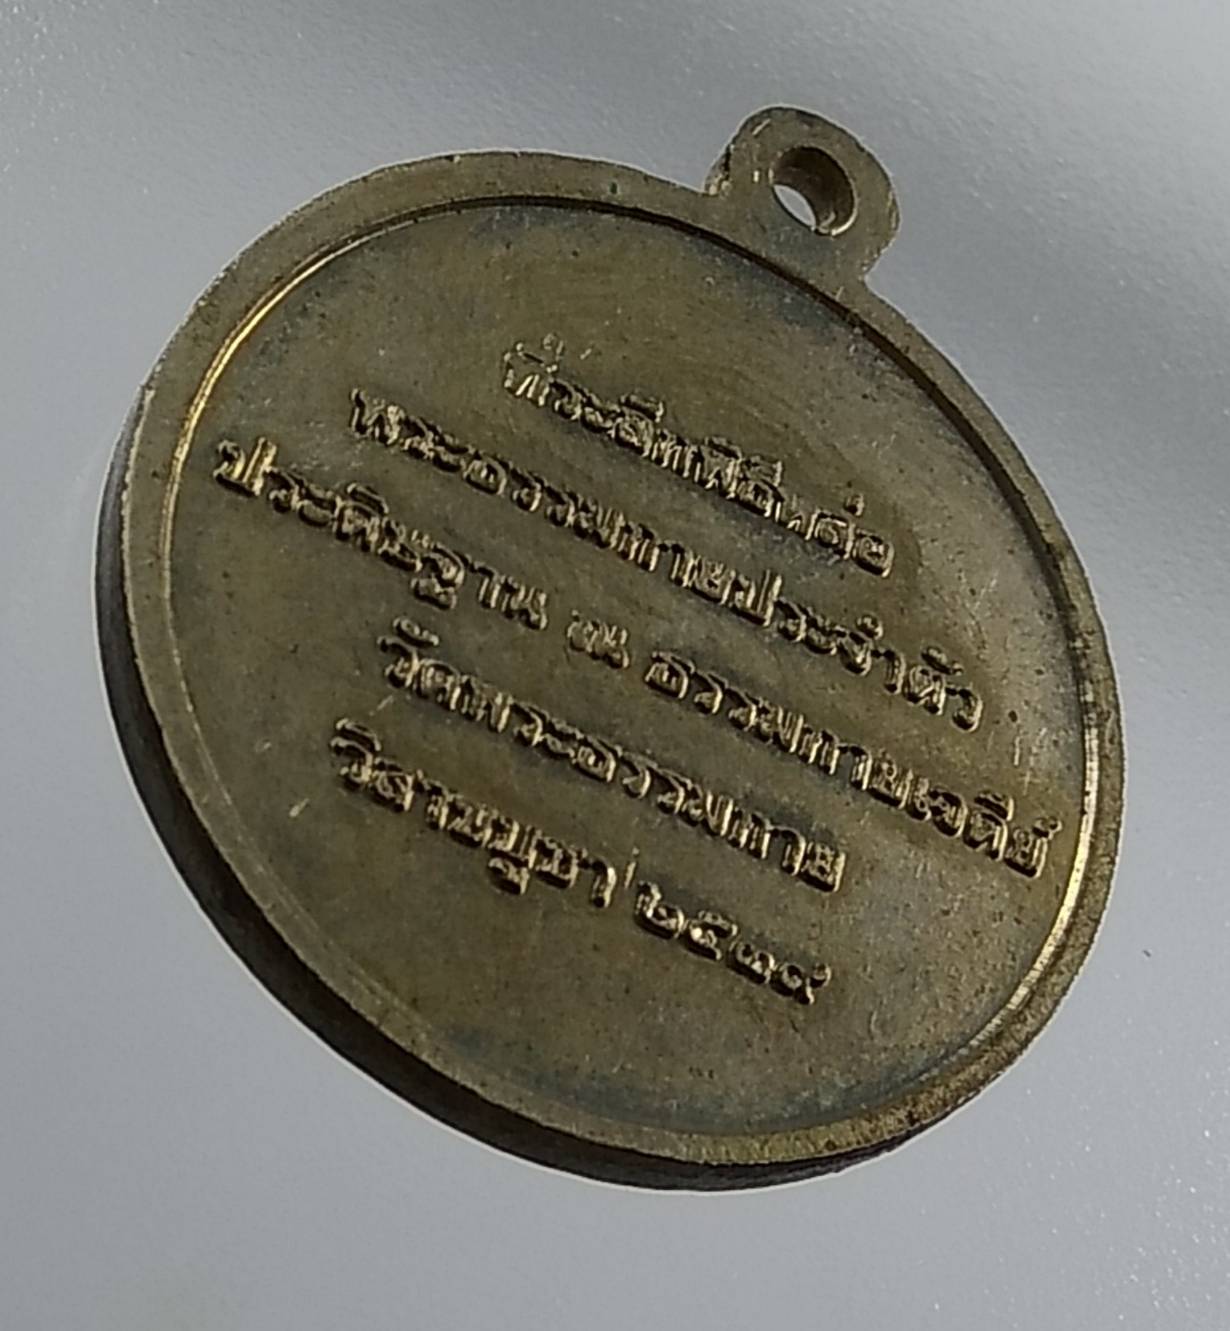 ที่ระลึกพิธีหล่อ
พระธรรมกายประจำตัว
ประดิษฐาน ณ ธรรมกายเจดีย์
วัดพระธรรมกาย
วิสาขบูชา ๒๕๓๙